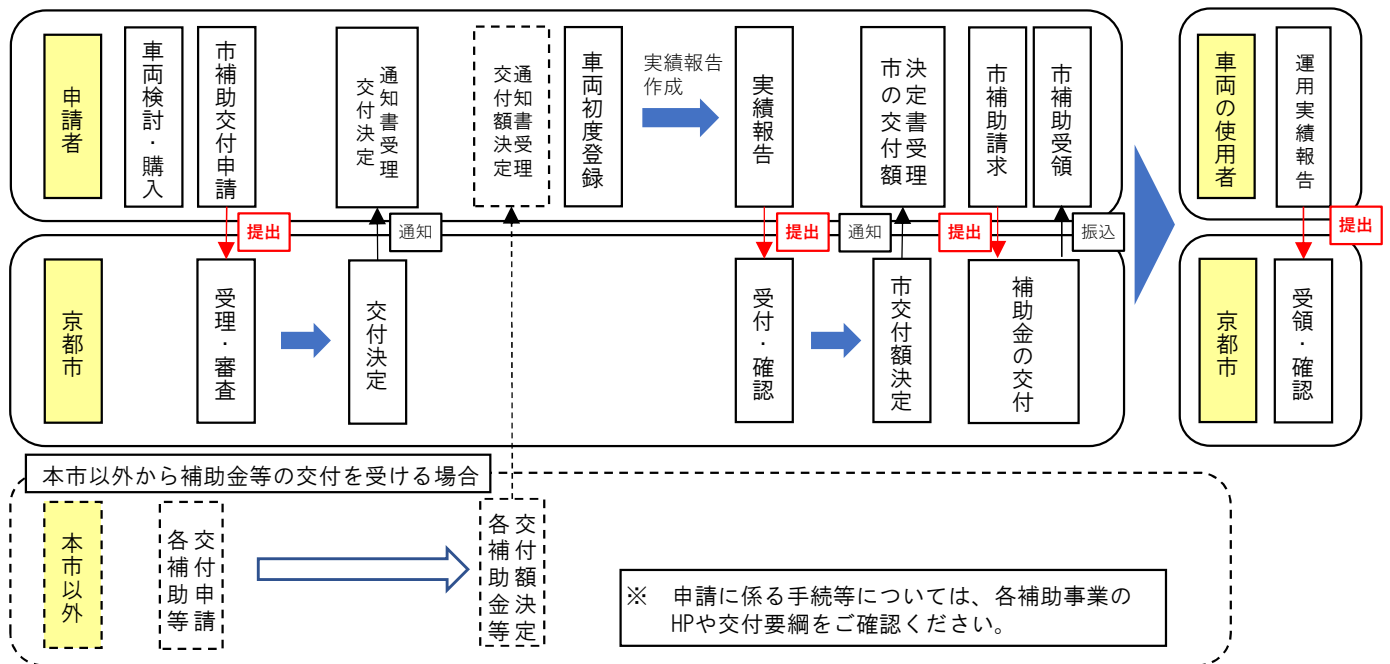 申請者
車両検討・購入
市補助交付申請
交付決定
通知書受理
交付額決定
通知書受理
車両初度登録
実績報告
作成
実績報告
市の交付額
決定書受理
市補助請求
市補助受領
車両の使用者
運用実績報告
提出
通知
提出
通知
提出
振込
提出
京都市
受理・審査
交付決定
受付・確認
市交付額決定
補助金の交付
京都市
受領・確認
本市以外から補助金等の交付を受ける場合
本市以外
各補助等
交付申請
各補助金等
交付額決定
※　申請に係る手続等については、各補助事業の
HPや交付要綱をご確認ください。